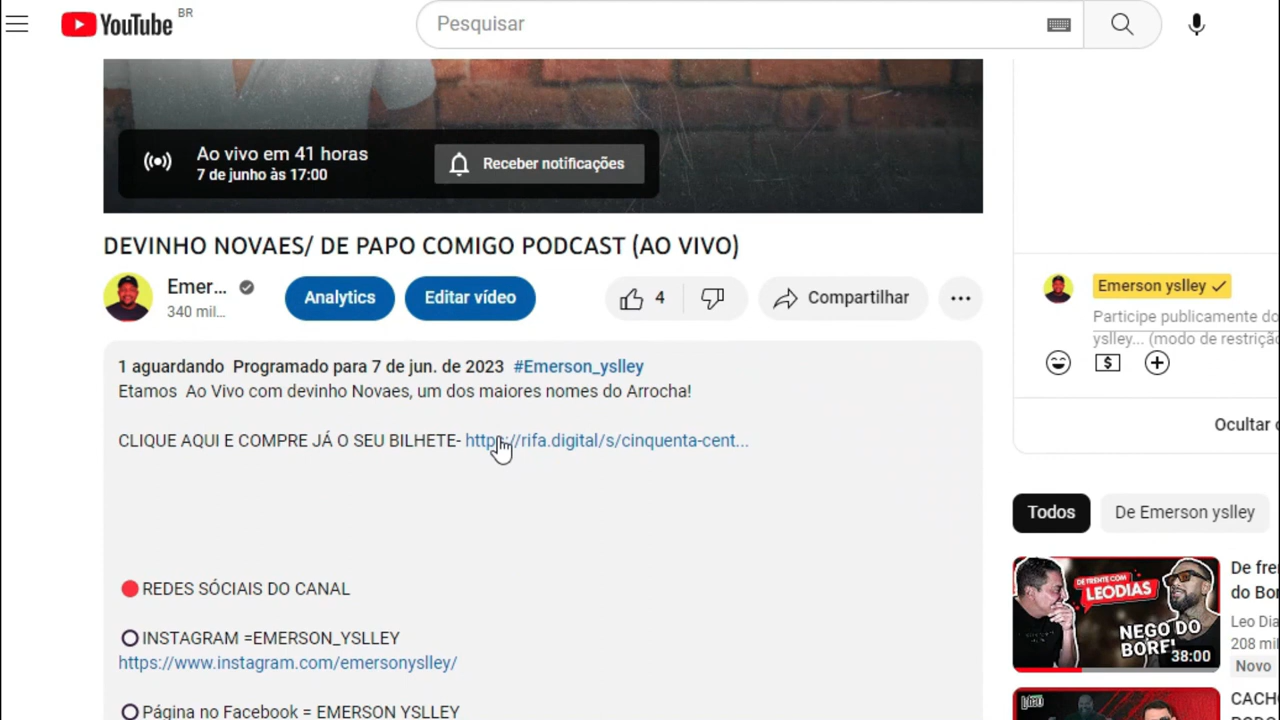 YouTube BR
Pesquisar
Ao vivo em 41 horas
7 de junho às 17:00
Receber notificações
DEVINHO NOVAES/ DE PAPO COMIGO PODCAST (AO VIVO)
Emer...
340 mil...
Analytics
Editar vídeo
4
Compartilhar
1 aguardando Programado para 7 de jun. de 2023 #Emerson_yslley
Etamos Ao Vivo com devinho Novaes, um dos maiores nomes do Arrocha!
CLIQUE AQUI E COMPRE JÁ O SEU BILHETE- https://rifa.digital/s/cinquenta-cent...
REDES SÓCIAIS DO CANAL
INSTAGRAM =EMERSON_YSLLEY
https://www.instagram.com/emersonyslley/
Página no Facebook = EMERSON YSLLEY
Emerson yslley
Participe publicamente do
yslley... (modo de restriçã
$
Ocultar
Todos
De Emerson yslley
DE FRENTE COM
LEODIAS
NEGO DO
BOREL
38:00
De fre
do Bor
Leo Dia
208 mil
Novo
CACH